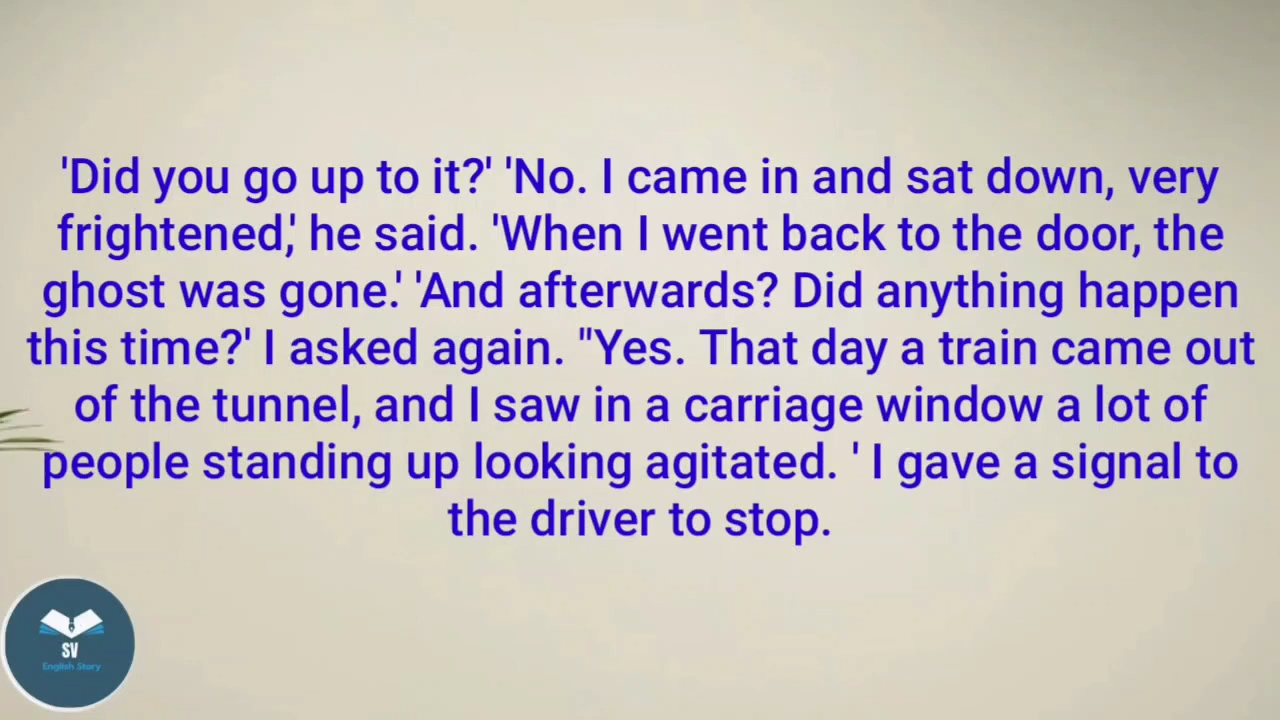 'Did you go up to it?' 'No. I came in and sat down, very
frightened,' he said. 'When I went back to the door, the
ghost was gone.' 'And afterwards? Did anything happen
this time?' I asked again. "Yes. That day a train came out
of the tunnel, and I saw in a carriage window a lot of
people standing up looking agitated. ' I gave a signal to
the driver to stop.
SV
English Story